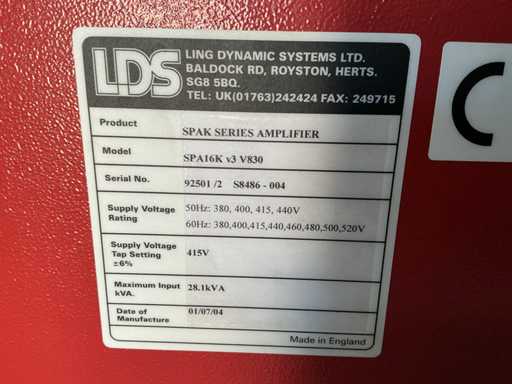 LDS
LING DYNAMIC SYSTEMS LTD.
BALDOCK RD, ROYSTON, HERTS.
SG8 5BQ.
TEL: UK(01763)242424 FAX: 249715
Product SPAK SERIES AMPLIFIER
Model SPA16K v3 V830
Serial No. 92501 /2 S8486 - 004
Supply Voltage Rating 50Hz: 380, 400, 415, 440V
60Hz: 380,400,415,440,460,480,500,520V
Supply Voltage
Tap Setting 415V
±6%
Maximum Input 28.1kVA
kVA.
Date of 01/07/04
Manufacture
Made in England
CE